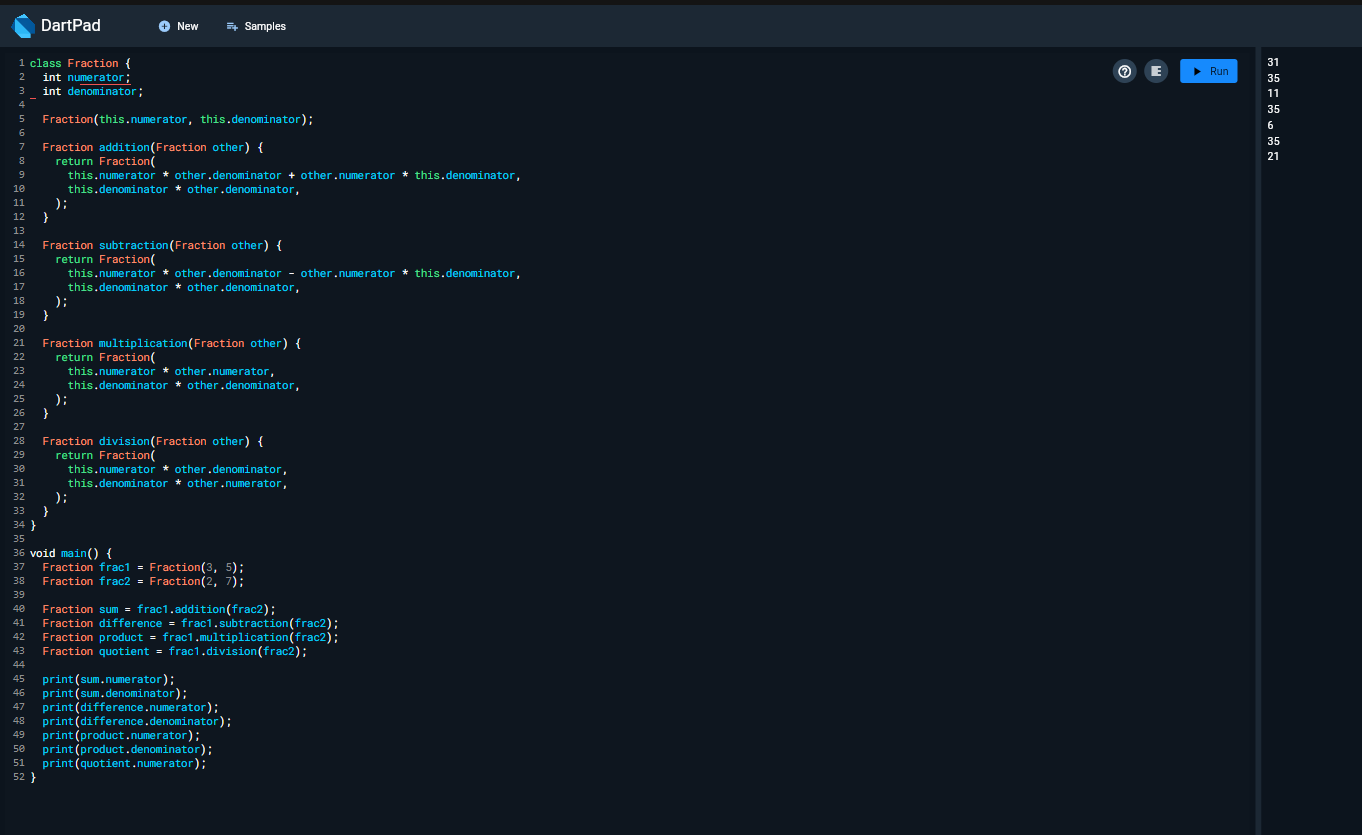 DartPad New Samples
1 class Fraction {
2   int numerator;
3   int denominator;
4
5   Fraction(this.numerator, this.denominator);
6
7   Fraction addition(Fraction other) {
8     return Fraction(
9       this.numerator * other.denominator + other.numerator * this.denominator,
10       this.denominator * other.denominator,
11     );
12   }
13
14   Fraction subtraction(Fraction other) {
15     return Fraction(
16       this.numerator * other.denominator - other.numerator * this.denominator,
17       this.denominator * other.denominator,
18     );
19   }
20
21   Fraction multiplication(Fraction other) {
22     return Fraction(
23       this.numerator * other.numerator,
24       this.denominator * other.denominator,
25     );
26   }
27
28   Fraction division(Fraction other) {
29     return Fraction(
30       this.numerator * other.denominator,
31       this.denominator * other.numerator,
32     );
33   }
34 }
35
36 void main() {
37   Fraction frac1 = Fraction(3, 5);
38   Fraction frac2 = Fraction(2, 7);
39
40   Fraction sum = frac1.addition(frac2);
41   Fraction difference = frac1.subtraction(frac2);
42   Fraction product = frac1.multiplication(frac2);
43   Fraction quotient = frac1.division(frac2);
44
45   print(sum.numerator);
46   print(sum.denominator);
47   print(difference.numerator);
48   print(difference.denominator);
49   print(product.numerator);
50   print(product.denominator);
51   print(quotient.numerator);
52 }
Run
31
35
11
35
6
35
21